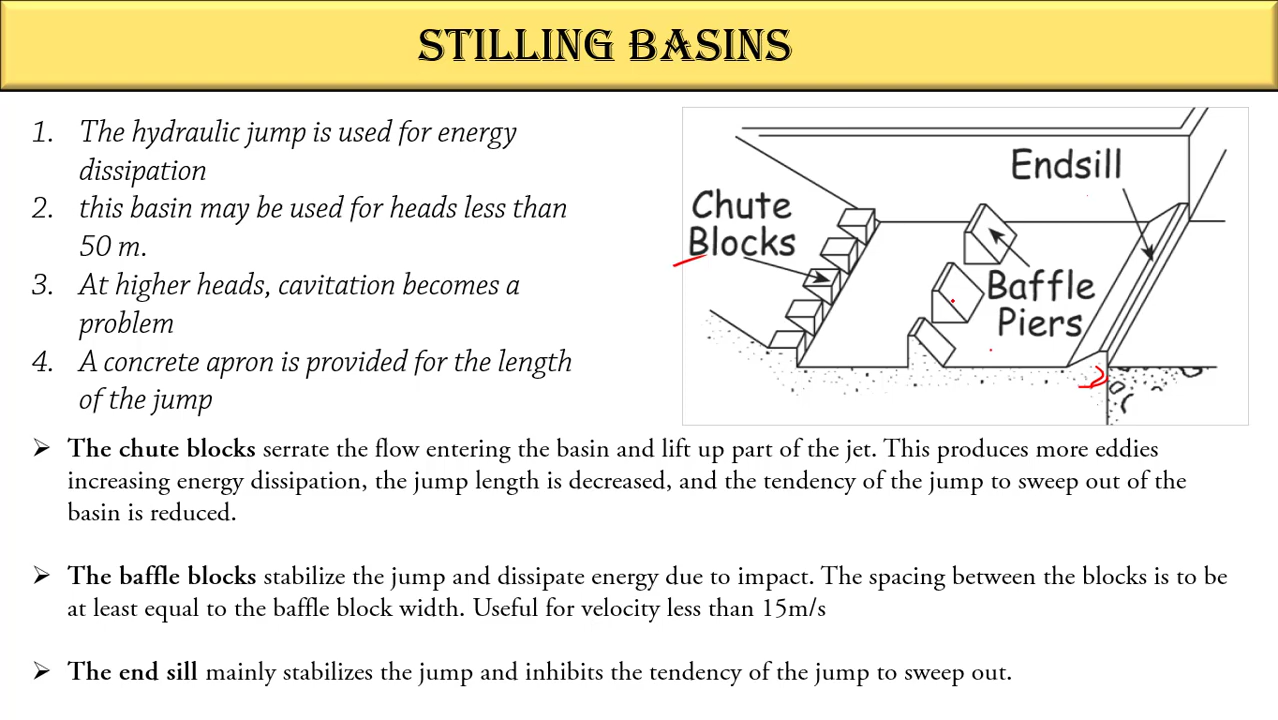 STILLING BASINS
1. The hydraulic jump is used for energy
dissipation
2. this basin may be used for heads less than
50 m.
3. At higher heads, cavitation becomes a
problem
4. A concrete apron is provided for the length
of the jump
Endsill
Chute
Blocks
Baffle
Piers
➢ The chute blocks serrate the flow entering the basin and lift up part of the jet. This produces more eddies
increasing energy dissipation, the jump length is decreased, and the tendency of the jump to sweep out of the
basin is reduced.
➢ The baffle blocks stabilize the jump and dissipate energy due to impact. The spacing between the blocks is to be
at least equal to the baffle block width. Useful for velocity less than 15m/s
➢ The end sill mainly stabilizes the jump and inhibits the tendency of the jump to sweep out.